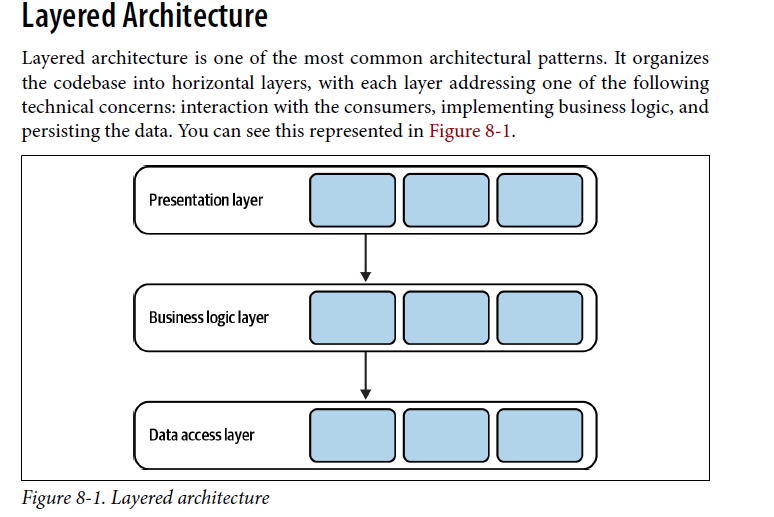 Layered Architecture
Layered architecture is one of the most common architectural patterns. It organizes
the codebase into horizontal layers, with each layer addressing one of the following
technical concerns: interaction with the consumers, implementing business logic, and
persisting the data. You can see this represented in Figure 8-1.
Presentation layer
Business logic layer
Data access layer
Figure 8-1. Layered architecture